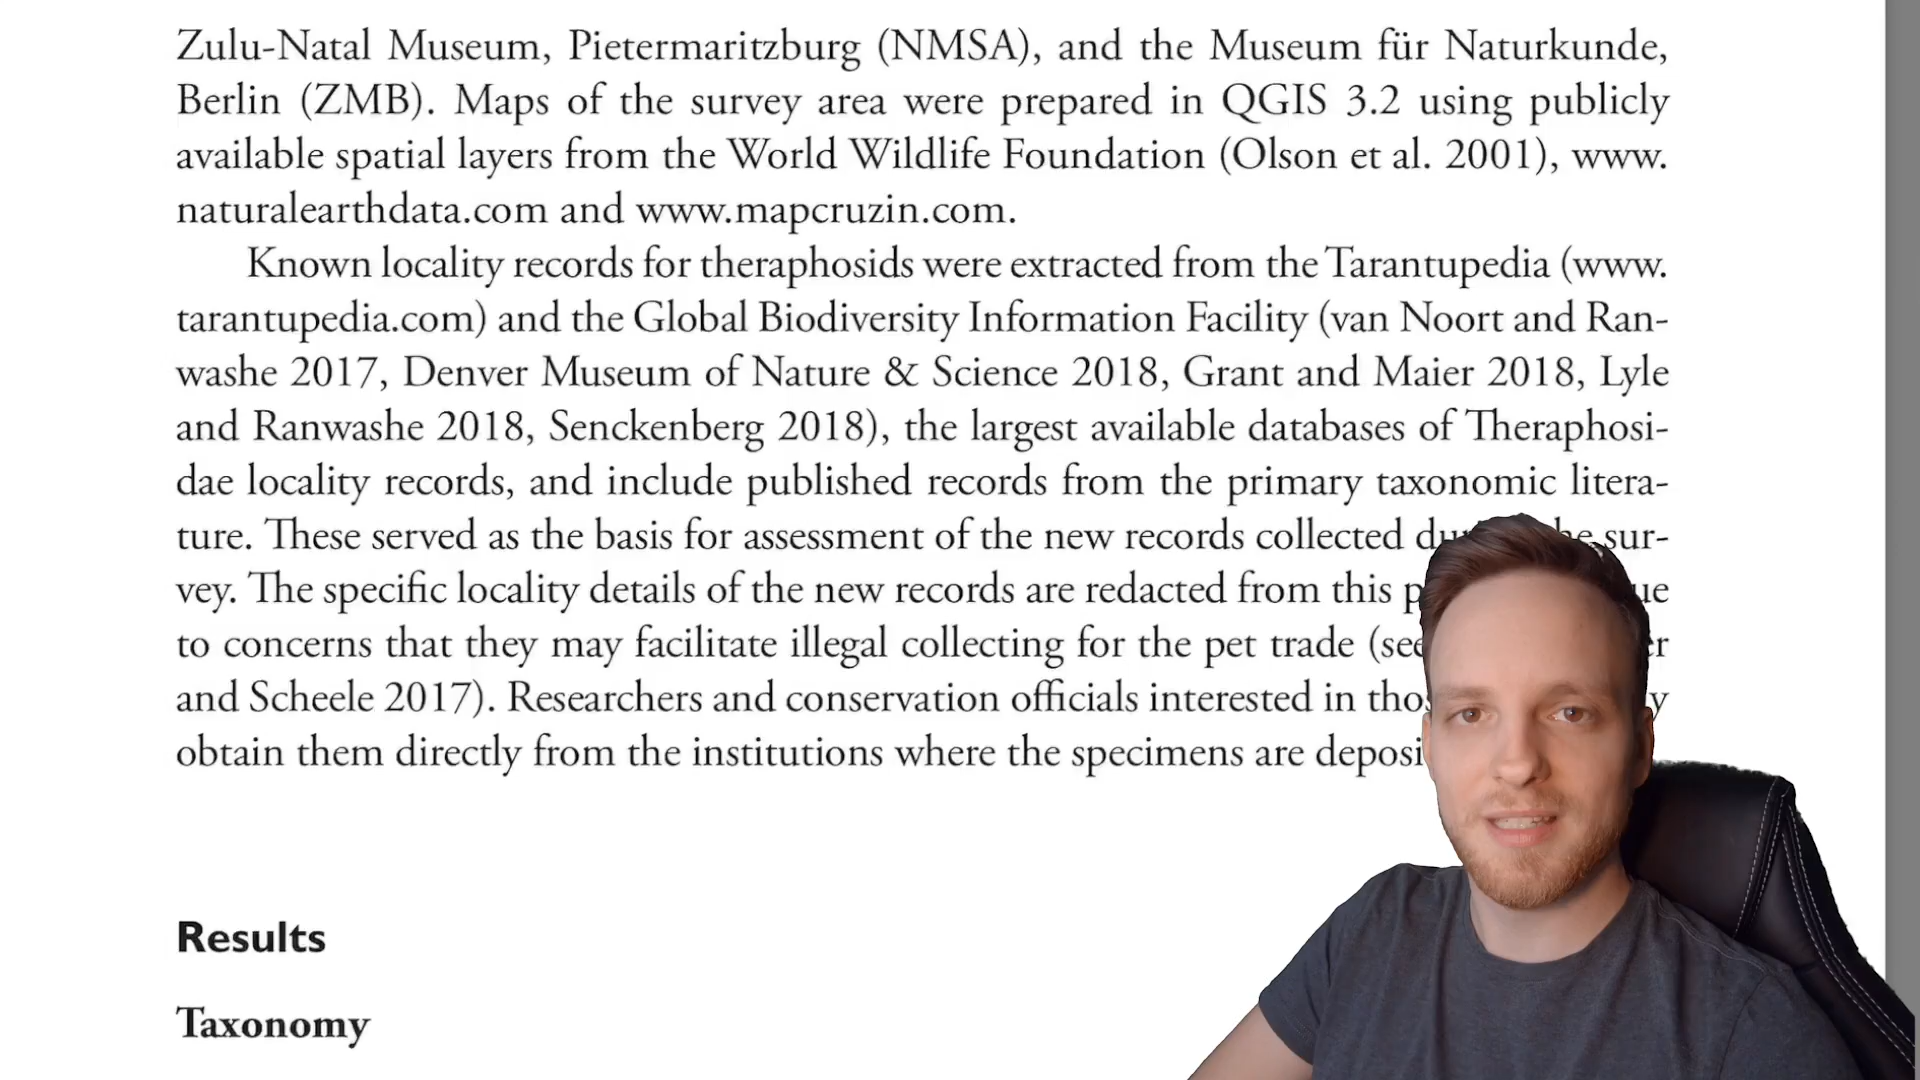 Zulu-Natal Museum, Pietermaritzburg (NMSA), and the Museum für Naturkunde,
Berlin (ZMB). Maps of the survey area were prepared in QGIS 3.2 using publicly
available spatial layers from the World Wildlife Foundation (Olson et al. 2001), www.
naturalearthdata.com and www.mapcruzin.com.
Known locality records for theraphosids were extracted from the Tarantupedia (www.
tarantupedia.com) and the Global Biodiversity Information Facility (van Noort and Ran-
washe 2017, Denver Museum of Nature & Science 2018, Grant and Maier 2018, Lyle
and Ranwashe 2018, Senckenberg 2018), the largest available databases of Theraphosi-
dae locality records, and include published records from the primary taxonomic litera-
ture. These served as the basis for assessment of the new records collected sur-
vey. The specific locality details of the new records are redacted from this
to concerns that they may facilitate illegal collecting for the pet trade (see
and Scheele 2017). Researchers and conservation officials interested in
obtain them directly from the institutions where the specimens are
Results
Taxonomy